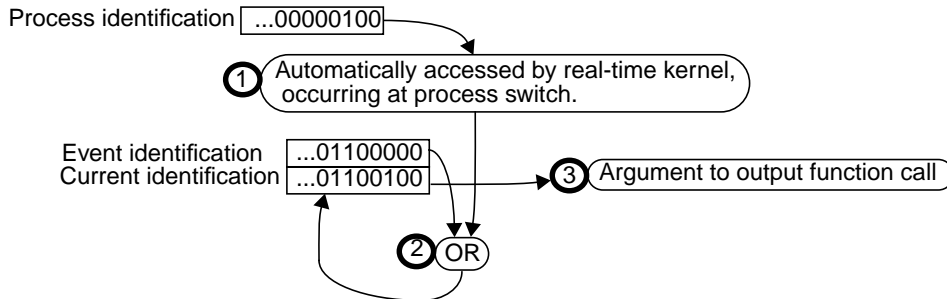 Process identification ...00000100
1 Automatically accessed by real-time kernel,
occurring at process switch.
Event identification ...01100000
Current identification ...01100100
3 Argument to output function call
2 OR